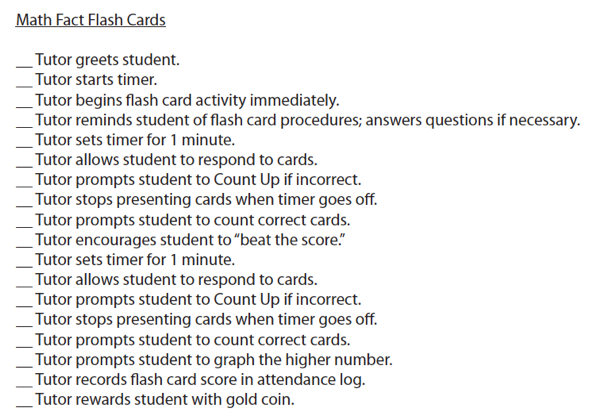 Math Fact Flash Cards
__ Tutor greets student.
__ Tutor starts timer.
__ Tutor begins flash card activity immediately.
__ Tutor reminds student of flash card procedures; answers questions if necessary.
__ Tutor sets timer for 1 minute.
__ Tutor allows student to respond to cards.
__ Tutor prompts student to Count Up if incorrect.
__ Tutor stops presenting cards when timer goes off.
__ Tutor prompts student to count correct cards.
__ Tutor encourages student to “beat the score.”
__ Tutor sets timer for 1 minute.
__ Tutor allows student to respond to cards.
__ Tutor prompts student to Count Up if incorrect.
__ Tutor stops presenting cards when timer goes off.
__ Tutor prompts student to count correct cards.
__ Tutor prompts student to graph the higher number.
__ Tutor records flash card score in attendance log.
__ Tutor rewards student with gold coin.